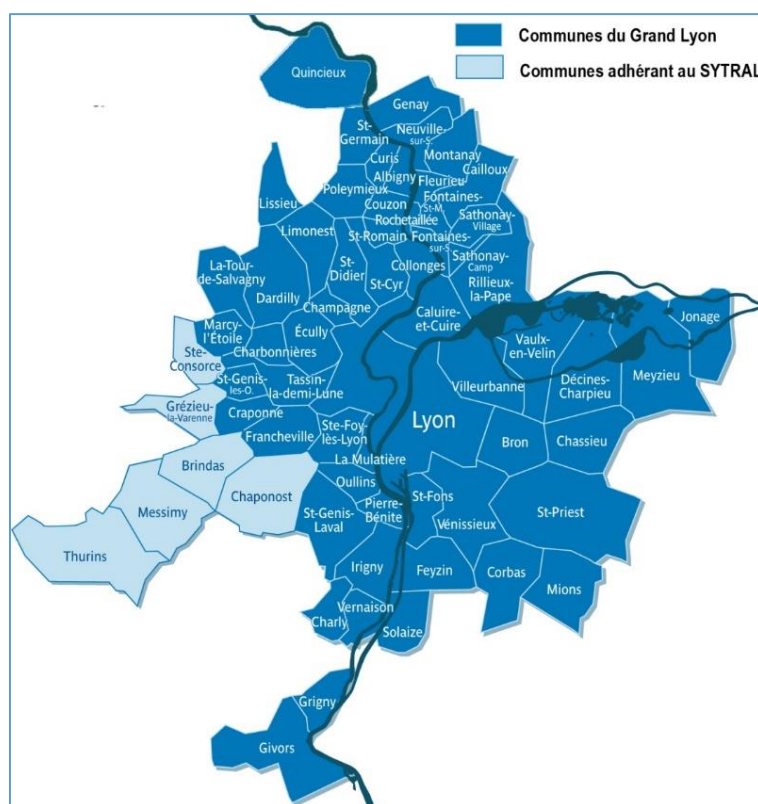 Communes du Grand Lyon
Communes adhérant au SYTRAL
Quincieux
Genay
St-
Germain
Neuville-
sur-S.
Curis
Montanay
Albigny
Cailloux
Poleymieux
Fleurieu
Lissieu
Couzon
Fontaines-
St-M.
Rochetaillée
Sathonay-
Village
Limonest
St-Romain
Fontaines-
sur-S.
St-
Didier
Collonges
Sathonay-
Camp
La-Tour-
de-Salvagny
St-Cyr
Rillieux-
la-Pape
Dardilly
Champagne
Caluire-
et-Cuire
Jonage
Marcy-
l'Étoile
Écully
Vaulx-
en-Velin
Ste-
Consorce
Charbonnières
Meyzieu
St-Genis-
les-O.
Tassin-
la-demi-Lune
Villeurbanne
Décines-
Charpieu
Grézieu-
la-Varenne
Craponne
Ste-Foy-
lès-Lyon
Lyon
Francheville
Bron
Chassieu
La Mulatière
Brindas
Oullins
Chaponost
St-Fons
Pierre-
Bénite
Messimy
St-Genis-
Laval
Vénissieux
St-Priest
Thurins
Irigny
Feyzin
Corbas
Mions
Vernaison
Charly
Solaize
Grigny
Givors